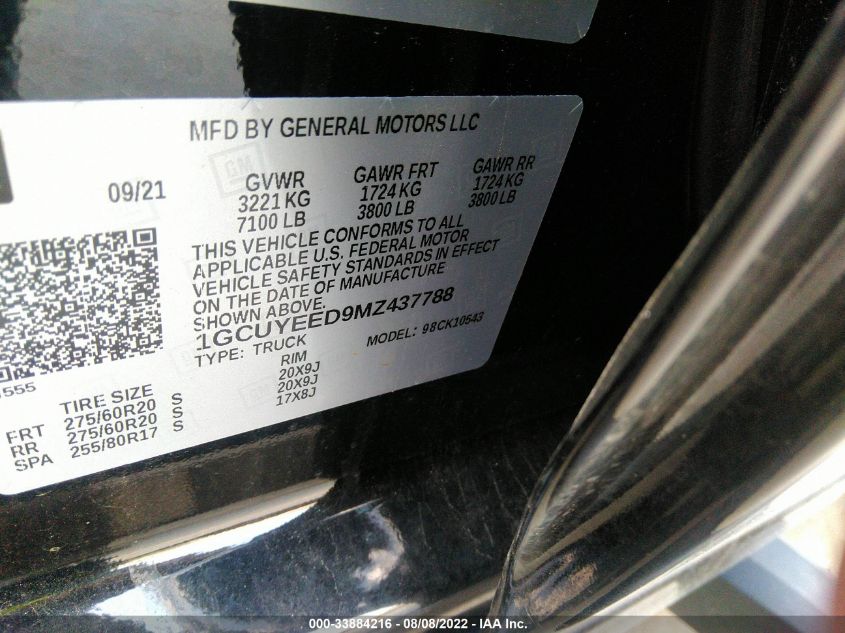 MFD BY GENERAL MOTORS LLC
09/21 GVWR GAWR FRT GAWR RR
3221 KG 1724 KG 1724 KG
7100 LB 3800 LB 3800 LB
THIS VEHICLE CONFORMS TO ALL
APPLICABLE U.S. FEDERAL MOTOR
VEHICLE SAFETY STANDARDS IN EFFECT
ON THE DATE OF MANUFACTURE
SHOWN ABOVE.
1GCUYEED9MZ437788
TYPE: TRUCK MODEL: 98CK10543
555
TIRE SIZE RIM
FRT 275/60R20 S 20X9J
RR 275/60R20 S 20X9J
SPA 255/80R17 S 17X8J
GM
000-33884216 - 08/08/2022 - IAA Inc.